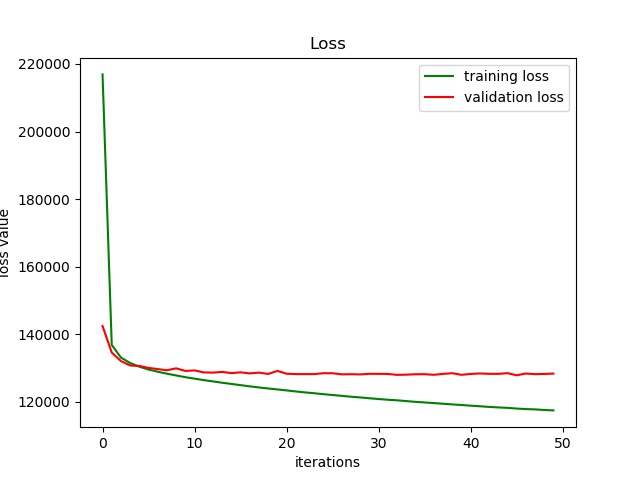 Loss
220000
200000
180000
160000
140000
120000
loss value
training loss
validation loss
0
10
20
30
40
50
iterations